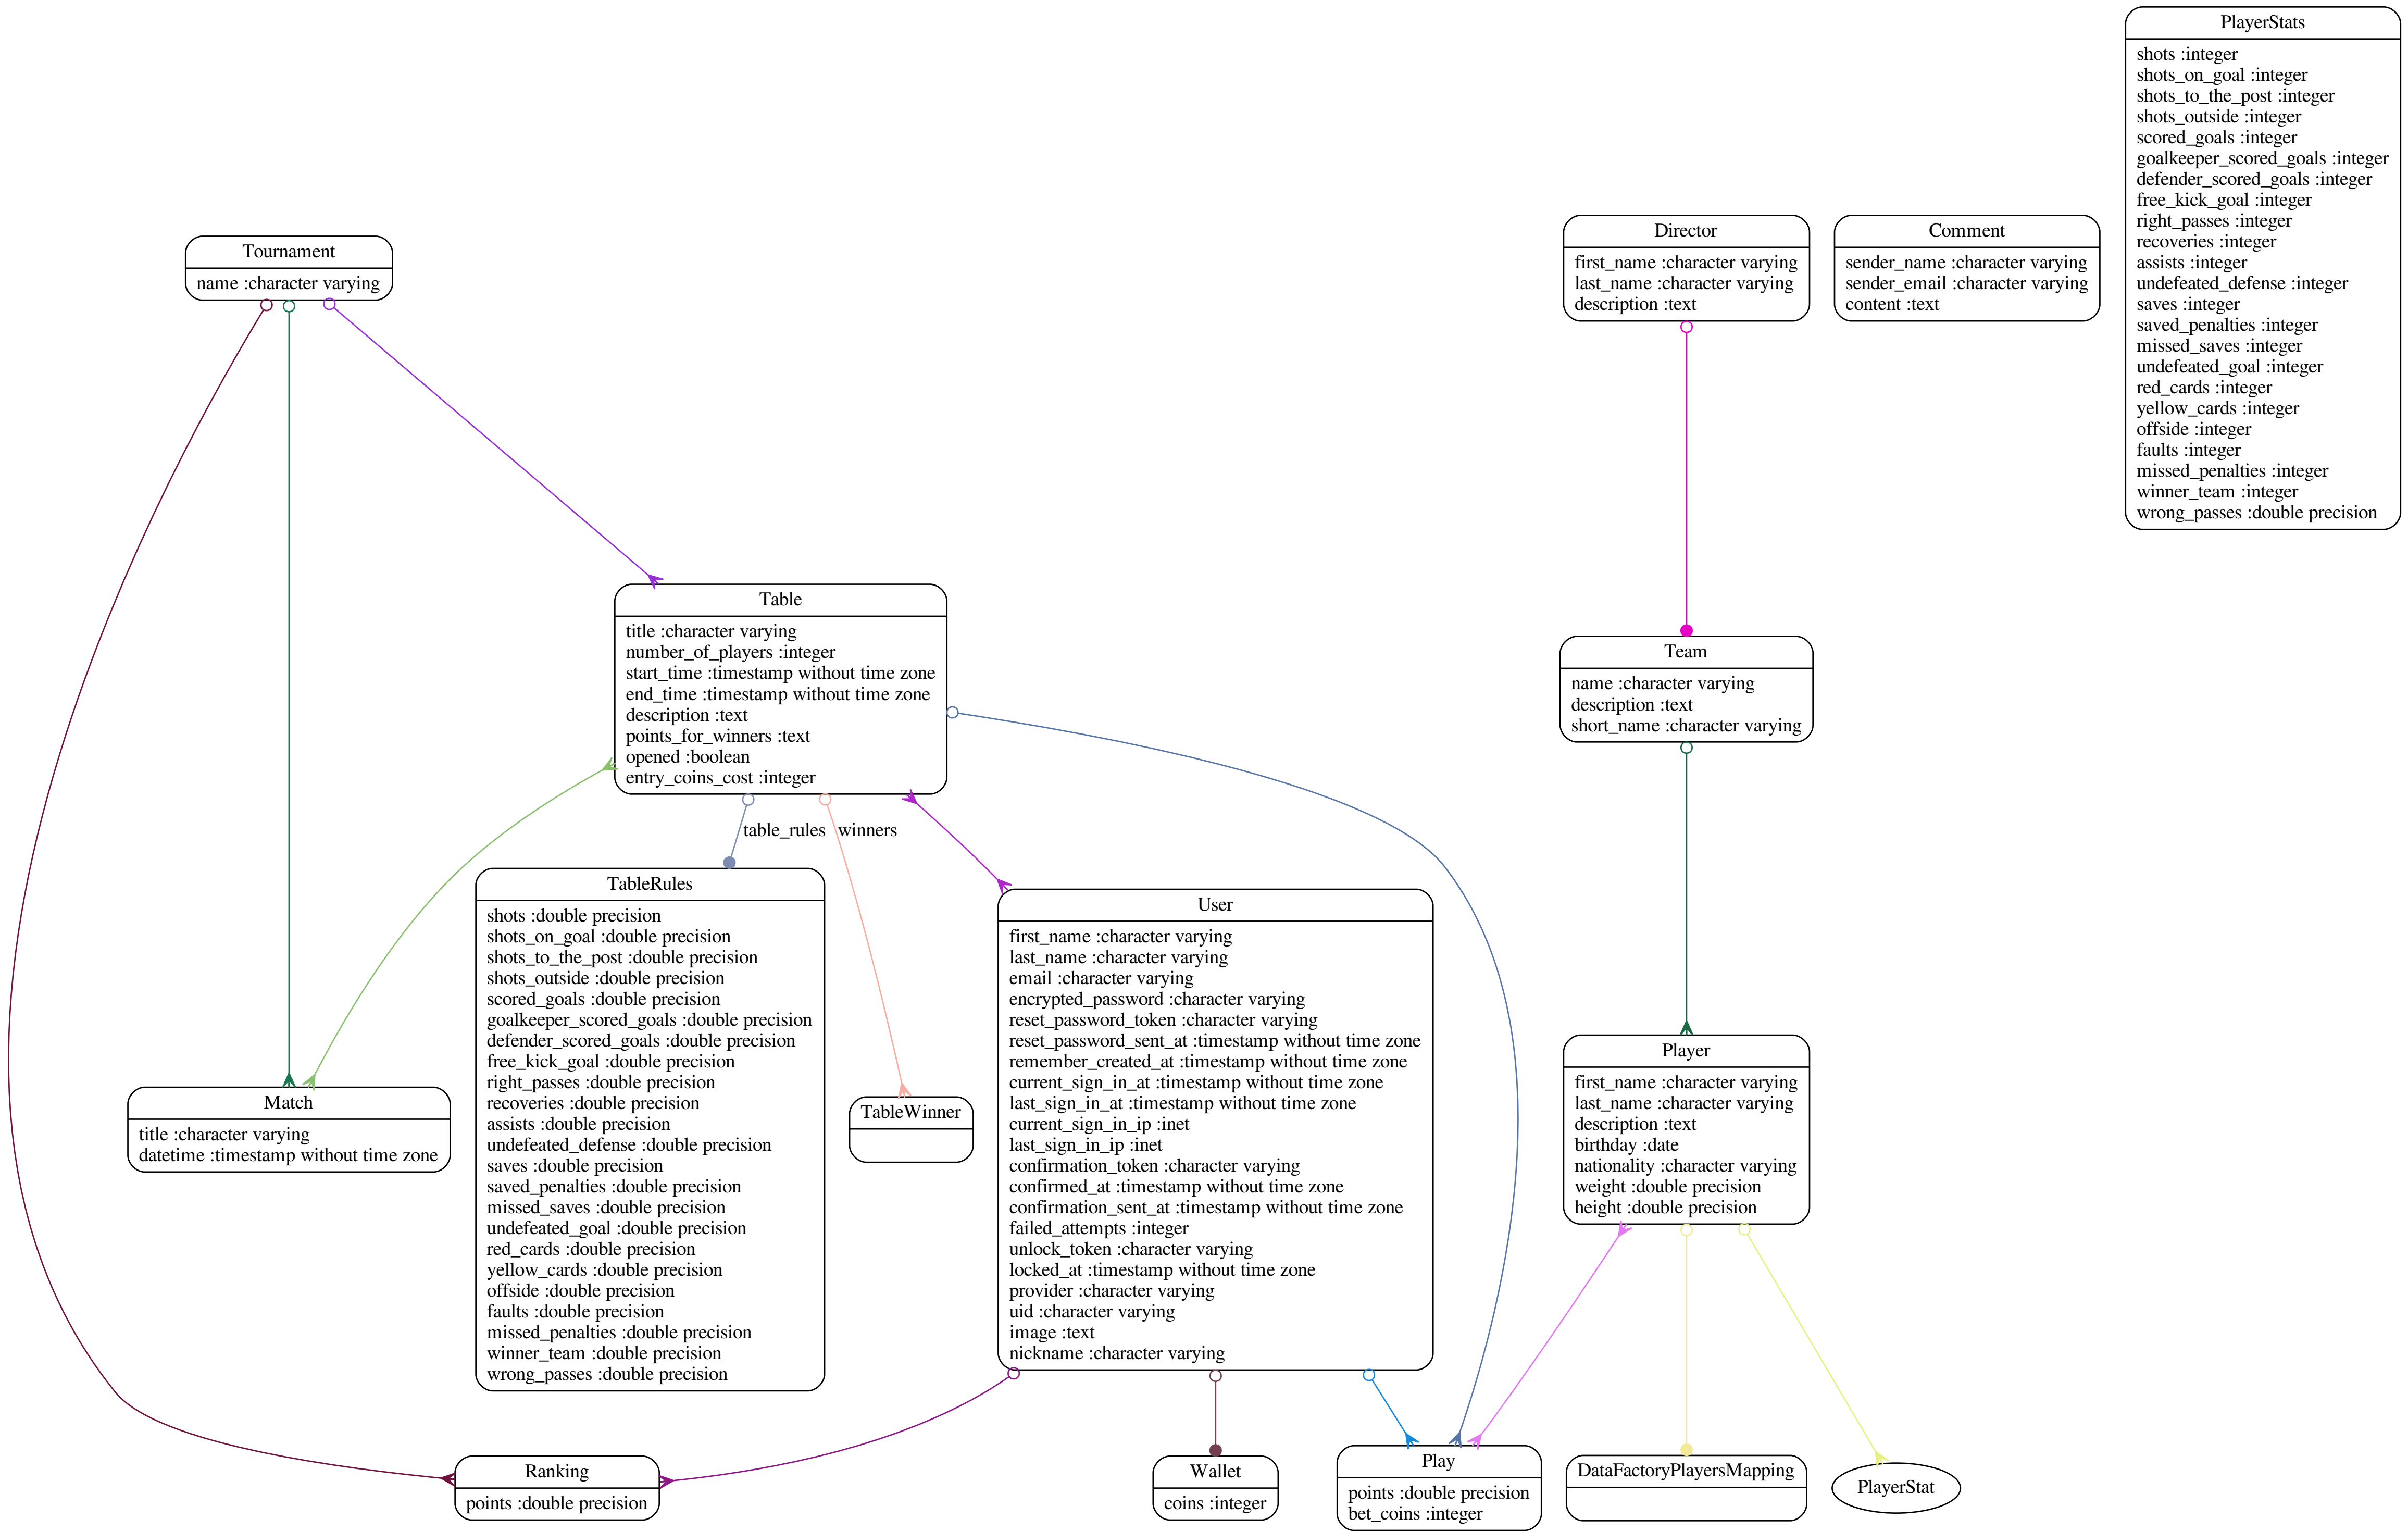 PlayerStats
shots :integer
shots_on_goal :integer
shots_to_the_post :integer
shots_outside :integer
scored_goals :integer
goalkeeper_scored_goals :integer
defender_scored_goals :integer
free_kick_goal :integer
right_passes :integer
recoveries :integer
assists :integer
undefeated_defense :integer
saves :integer
saved_penalties :integer
missed_saves :integer
undefeated_goal :integer
red_cards :integer
yellow_cards :integer
offside :integer
faults :integer
missed_penalties :integer
winner_team :integer
wrong_passes :double precision
Tournament
name :character varying
Director
first_name :character varying
last_name :character varying
description :text
Comment
sender_name :character varying
sender_email :character varying
content :text
Table
title :character varying
number_of_players :integer
start_time :timestamp without time zone
end_time :timestamp without time zone
description :text
points_for_winners :text
opened :boolean
entry_coins_cost :integer
Team
name :character varying
description :text
short_name :character varying
table_rules
winners
TableRules
shots :double precision
shots_on_goal :double precision
shots_to_the_post :double precision
shots_outside :double precision
scored_goals :double precision
goalkeeper_scored_goals :double precision
defender_scored_goals :double precision
free_kick_goal :double precision
right_passes :double precision
recoveries :double precision
assists :double precision
undefeated_defense :double precision
saves :double precision
saved_penalties :double precision
missed_saves :double precision
undefeated_goal :double precision
red_cards :double precision
yellow_cards :double precision
offside :double precision
faults :double precision
missed_penalties :double precision
winner_team :double precision
wrong_passes :double precision
User
first_name :character varying
last_name :character varying
email :character varying
encrypted_password :character varying
reset_password_token :character varying
reset_password_sent_at :timestamp without time zone
remember_created_at :timestamp without time zone
current_sign_in_at :timestamp without time zone
last_sign_in_at :timestamp without time zone
current_sign_in_ip :inet
last_sign_in_ip :inet
confirmation_token :character varying
confirmed_at :timestamp without time zone
confirmation_sent_at :timestamp without time zone
failed_attempts :integer
unlock_token :character varying
locked_at :timestamp without time zone
provider :character varying
uid :character varying
image :text
nickname :character varying
Match
title :character varying
datetime :timestamp without time zone
TableWinner
Player
first_name :character varying
last_name :character varying
description :text
birthday :date
nationality :character varying
weight :double precision
height :double precision
Ranking
points :double precision
Wallet
coins :integer
Play
points :double precision
bet_coins :integer
DataFactoryPlayersMapping
PlayerStat